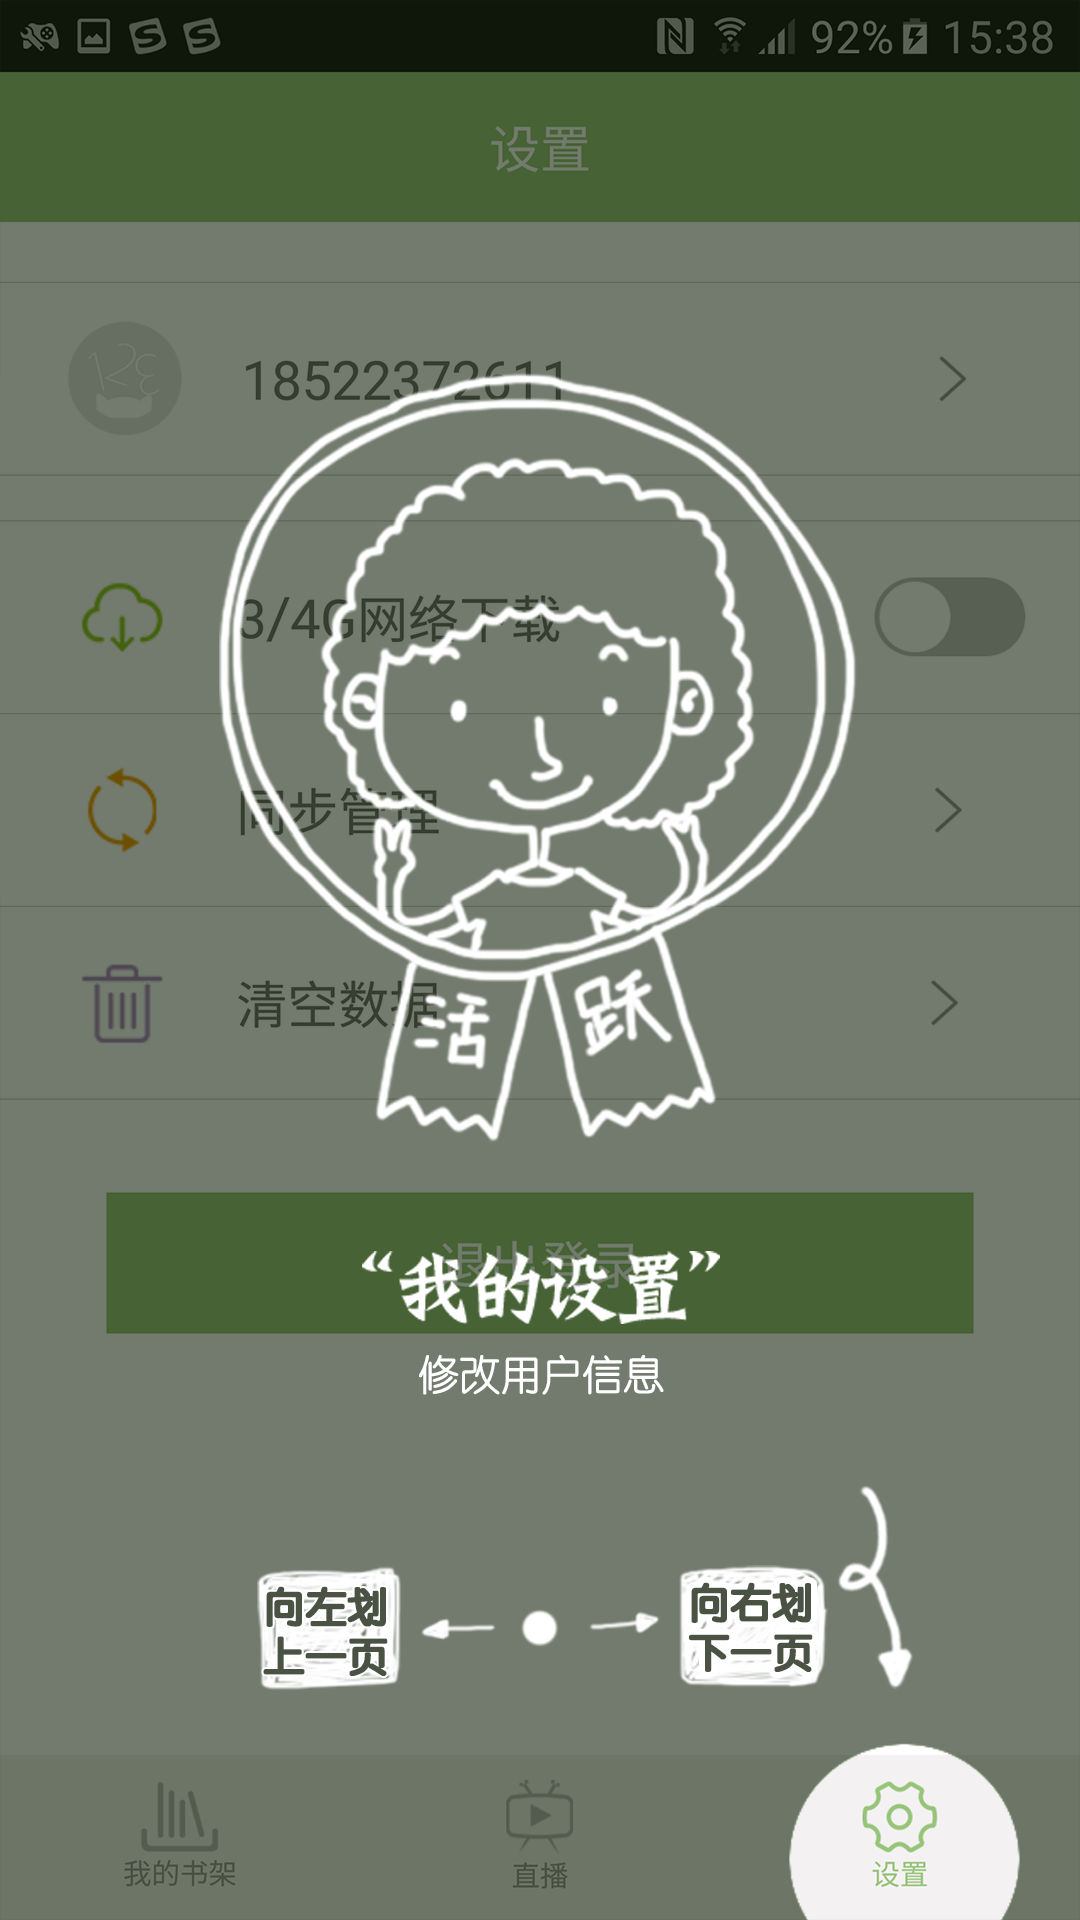 92% 15:38
设置
18522372611
3/4G网络下载
同步管理
清空数据
活跃
退出登录
“我的设置”
修改用户信息
向左划
上一页
向右划
下一页
我的书架
直播
设置